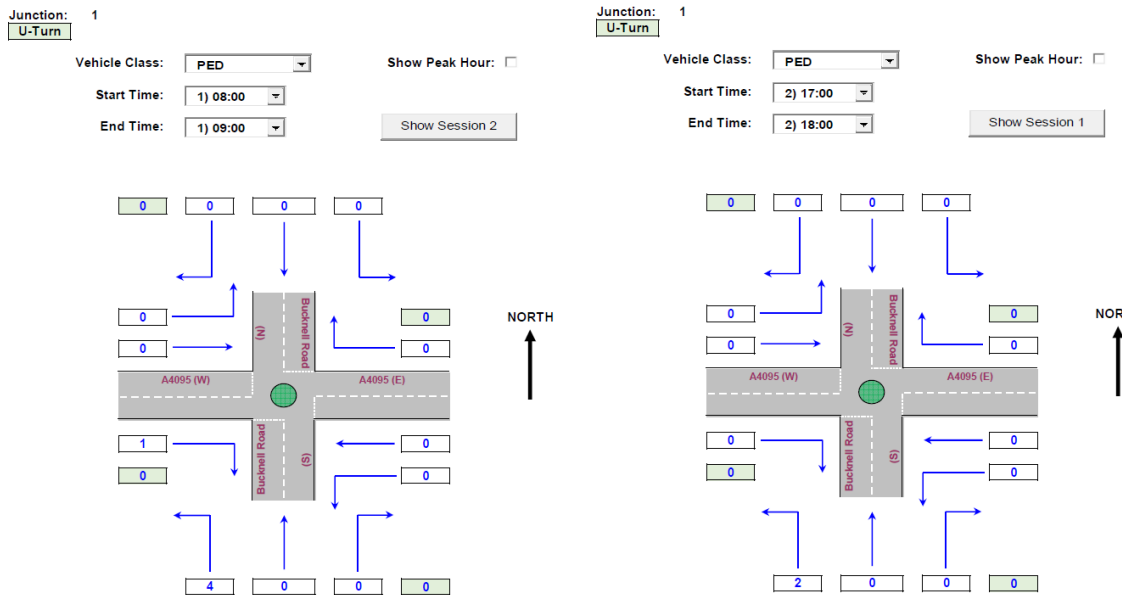 Junction: 1
U-Turn
Vehicle Class: PED Show Peak Hour:
Start Time: 1) 08:00
End Time: 1) 09:00 Show Session 2
0 0 0 0
0 0
0 0
NORTH
Bucknell Road
(N)
A4095 (W) A4095 (E)
Bucknell Road
(S)
1 0
0 0
4 0 0 0
Junction: 1
U-Turn
Vehicle Class: PED Show Peak Hour:
Start Time: 2) 17:00
End Time: 2) 18:00 Show Session 1
0 0 0 0
0 0
0 0
NOR
Bucknell Road
(N)
A4095 (W) A4095 (E)
Bucknell Road
(S)
0 0
0 0
2 0 0 0